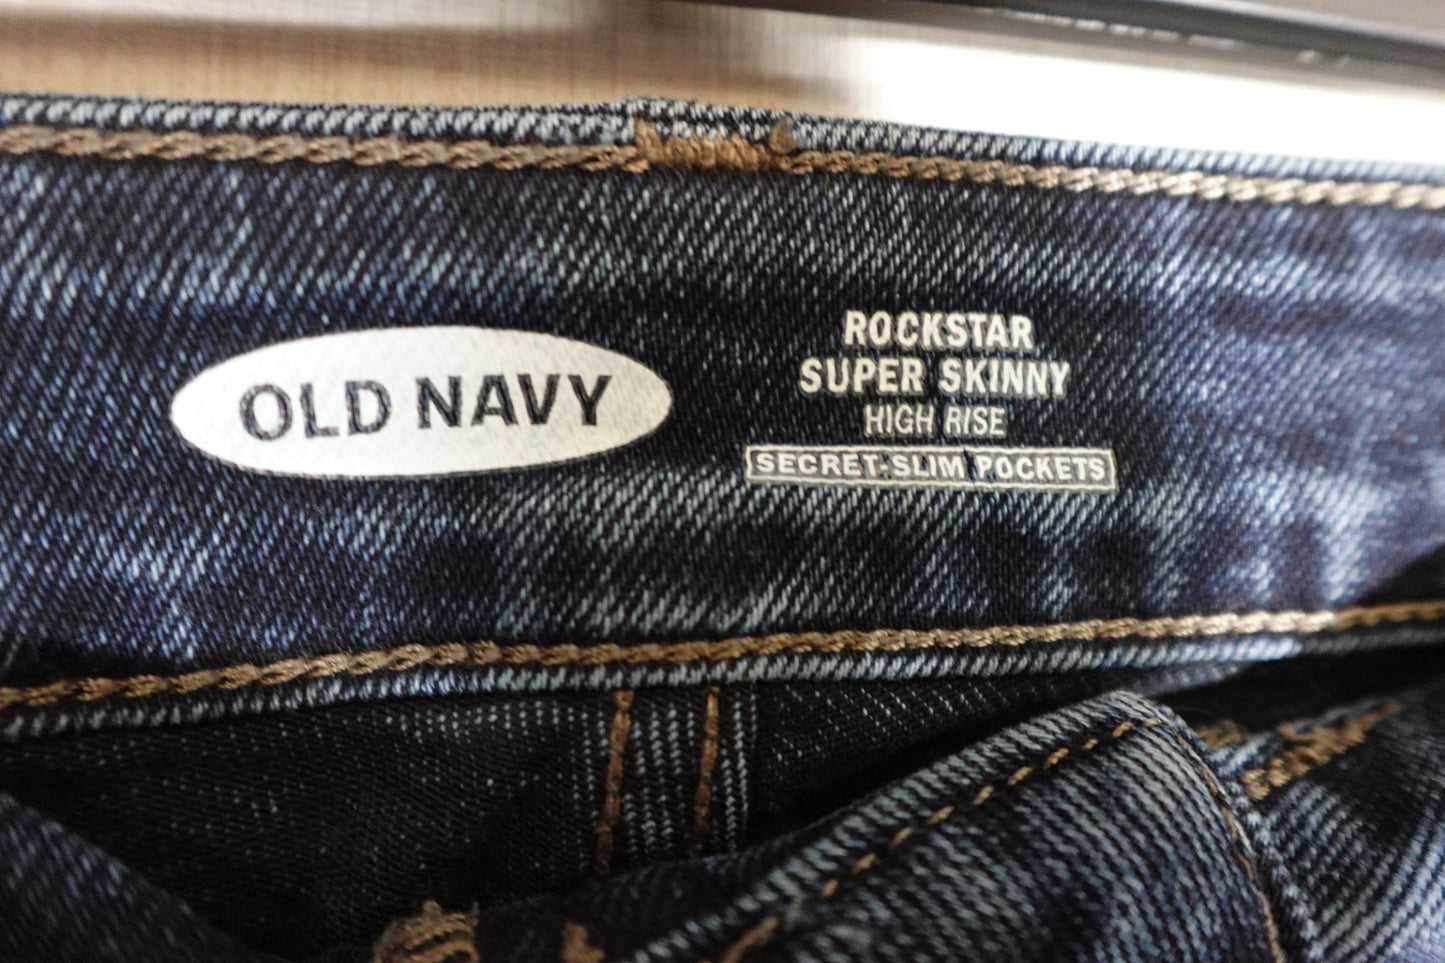 OLD NAVY
ROCKSTAR
SUPER SKINNY
HIGH RISE
SECRET-SLIM POCKETS